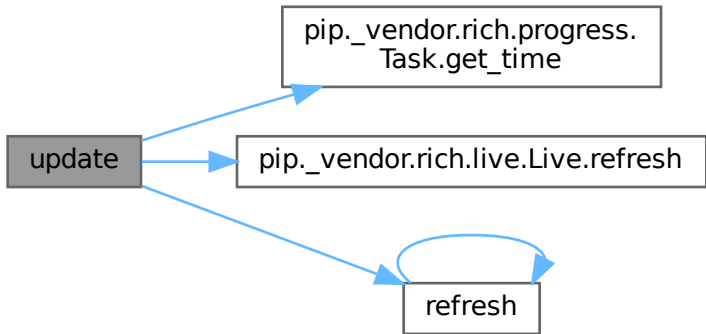 pip._vendor.rich.progress.
Task.get_time
update
pip._vendor.rich.live.Live.refresh
refresh